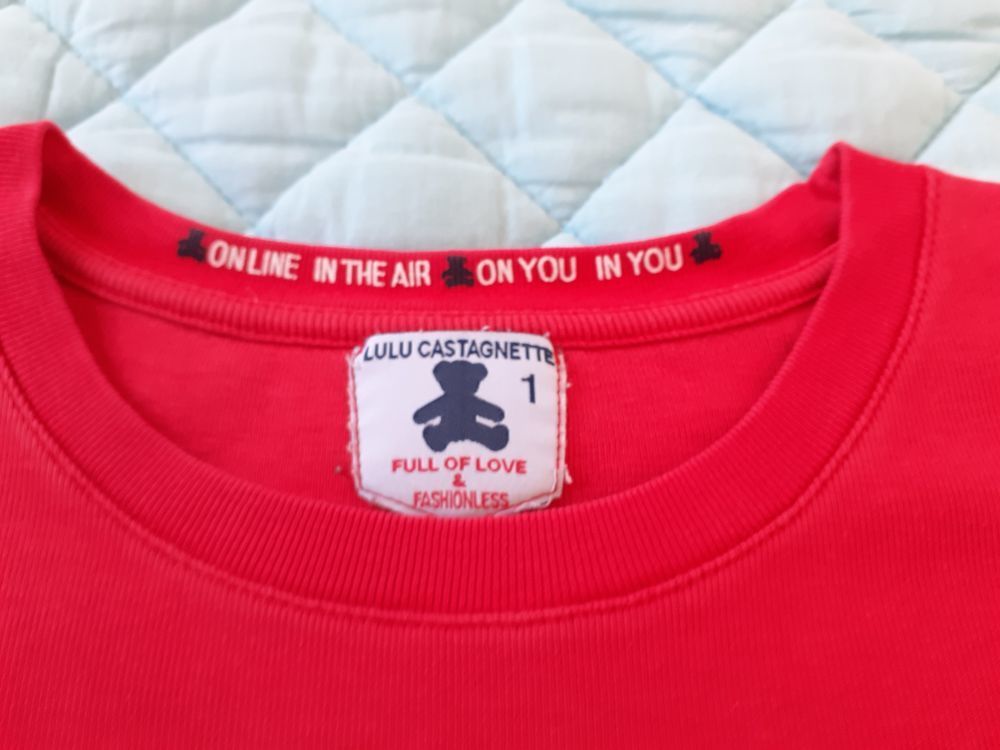 ONLINE IN THE AIR ON YOU IN YOU
LULU CASTAGNETTE
1
FULL OF LOVE
&
FASHIONLESS